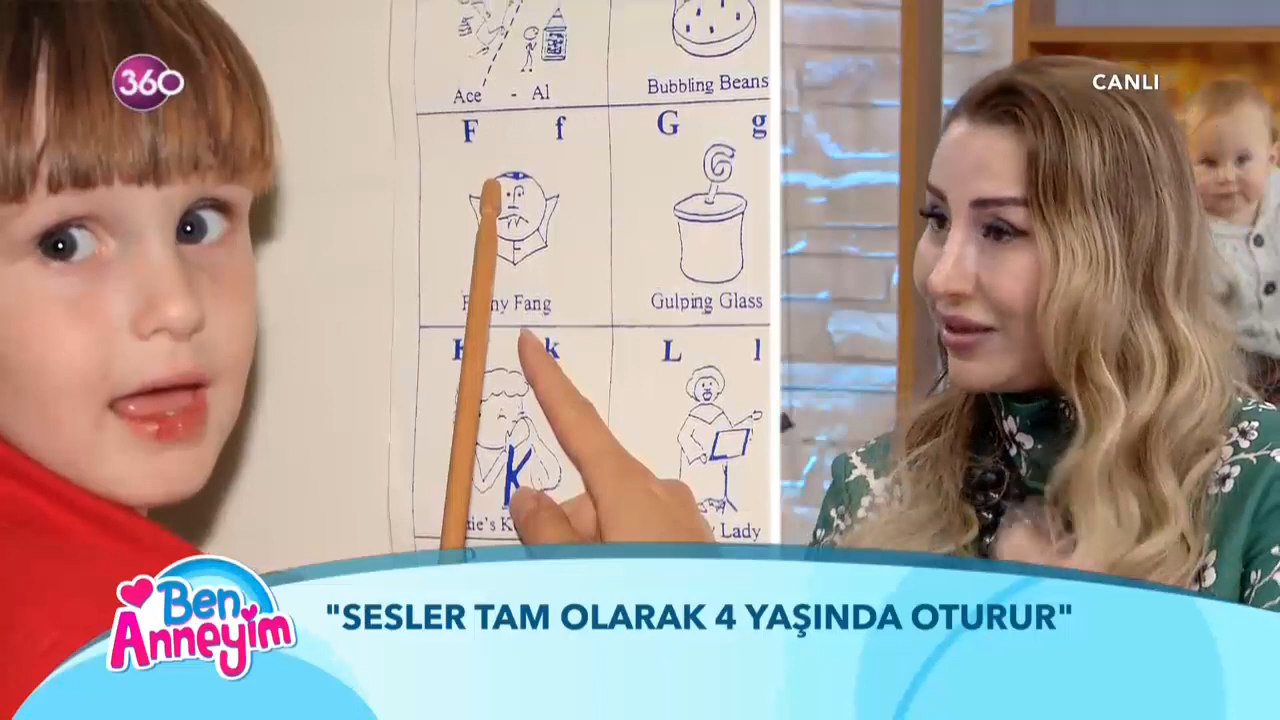 360
CANLI
Ace - Al
Bubbling Beans
F f
G g
Fang
Gulping Glass
k
L l
K
Lady
Ben
Anneyim
"SESLER TAM OLARAK 4 YAŞINDA OTURUR"